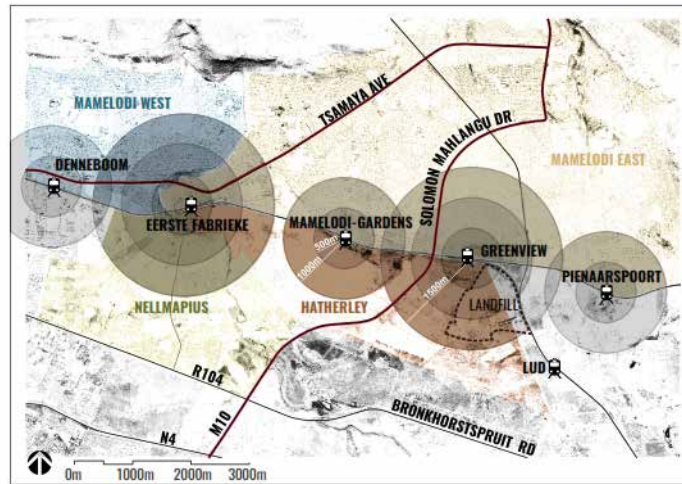 MAMELODI WEST
TSAMAYA AVE
DENNEBOOM
SOLOMON MAHLANGU DR
MAMELODI EAST
EERSTE FABRIEKE
MAMELODI-GARDENS
500m
1000m
GREENVIEW
1500m
PIENAARSPOORT
NELLMAPIUS
HATHERLEY
LANDFILL
R104
LUD
M10
BRONKHORSTSPRUIT RD
N4
0m 1000m 2000m 3000m